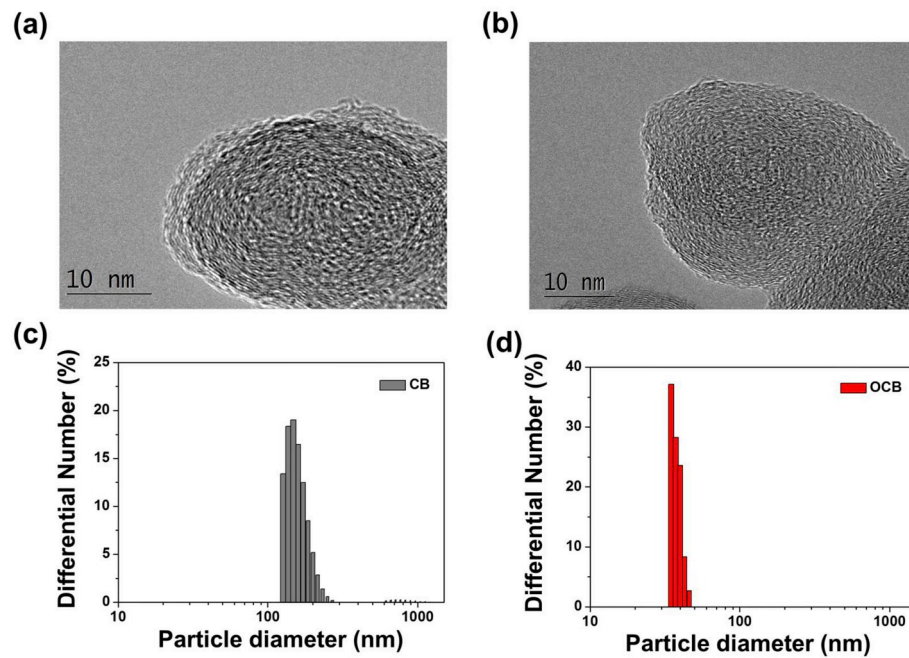 (a)
(b)
10 nm
10 nm
(c)
(d)
Differential Number (%)
25
20
15
10
5
0
CB
10
100
1000
Particle diameter (nm)
Differential Number (%)
40
30
20
10
0
OCB
10
100
1000
Particle diameter (nm)